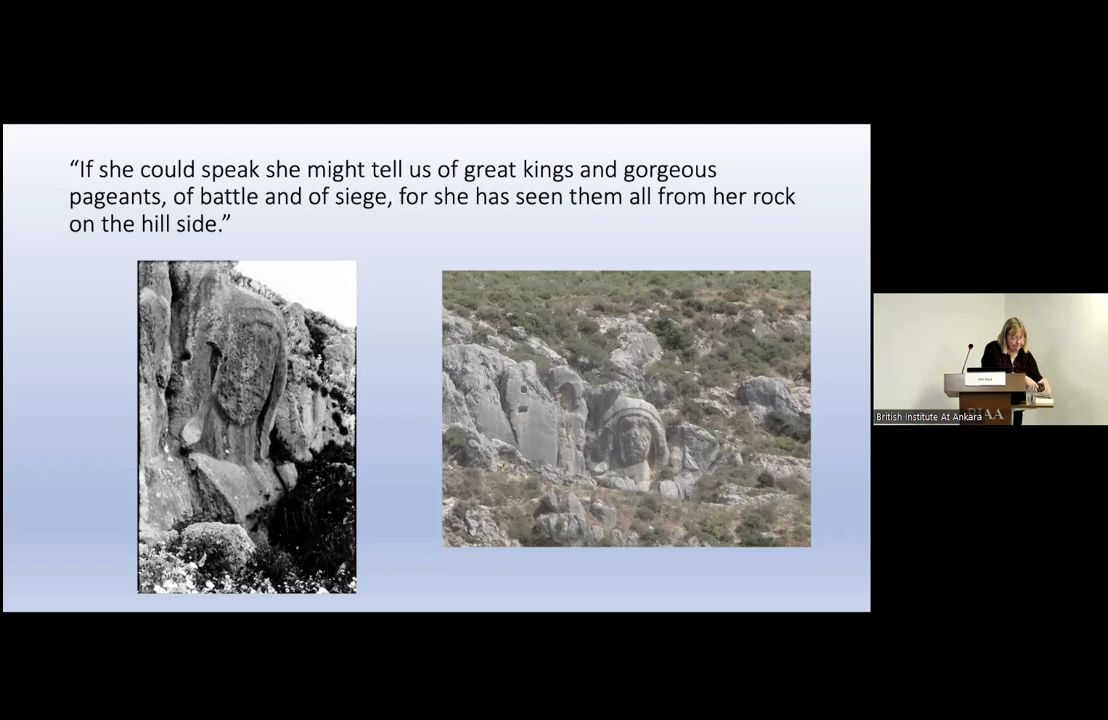 “If she could speak she might tell us of great kings and gorgeous
pageants, of battle and of siege, for she has seen them all from her rock
on the hill side.”
British Institute At Ankara
BIAA